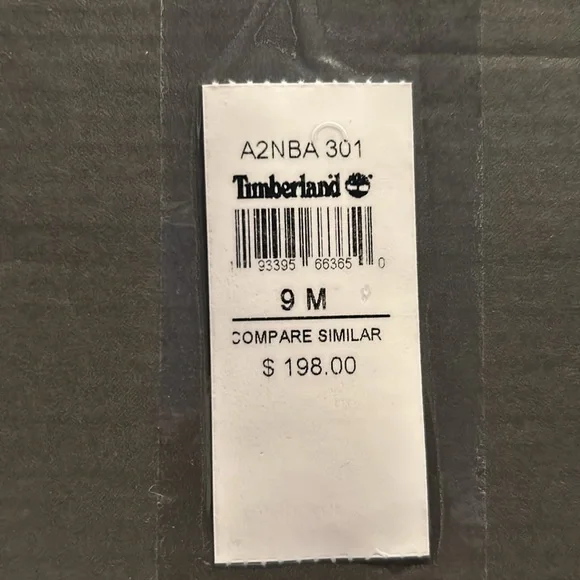 A2NBA 301
Timberland
1 93395 66365 0
9 M
COMPARE SIMILAR
$ 198.00